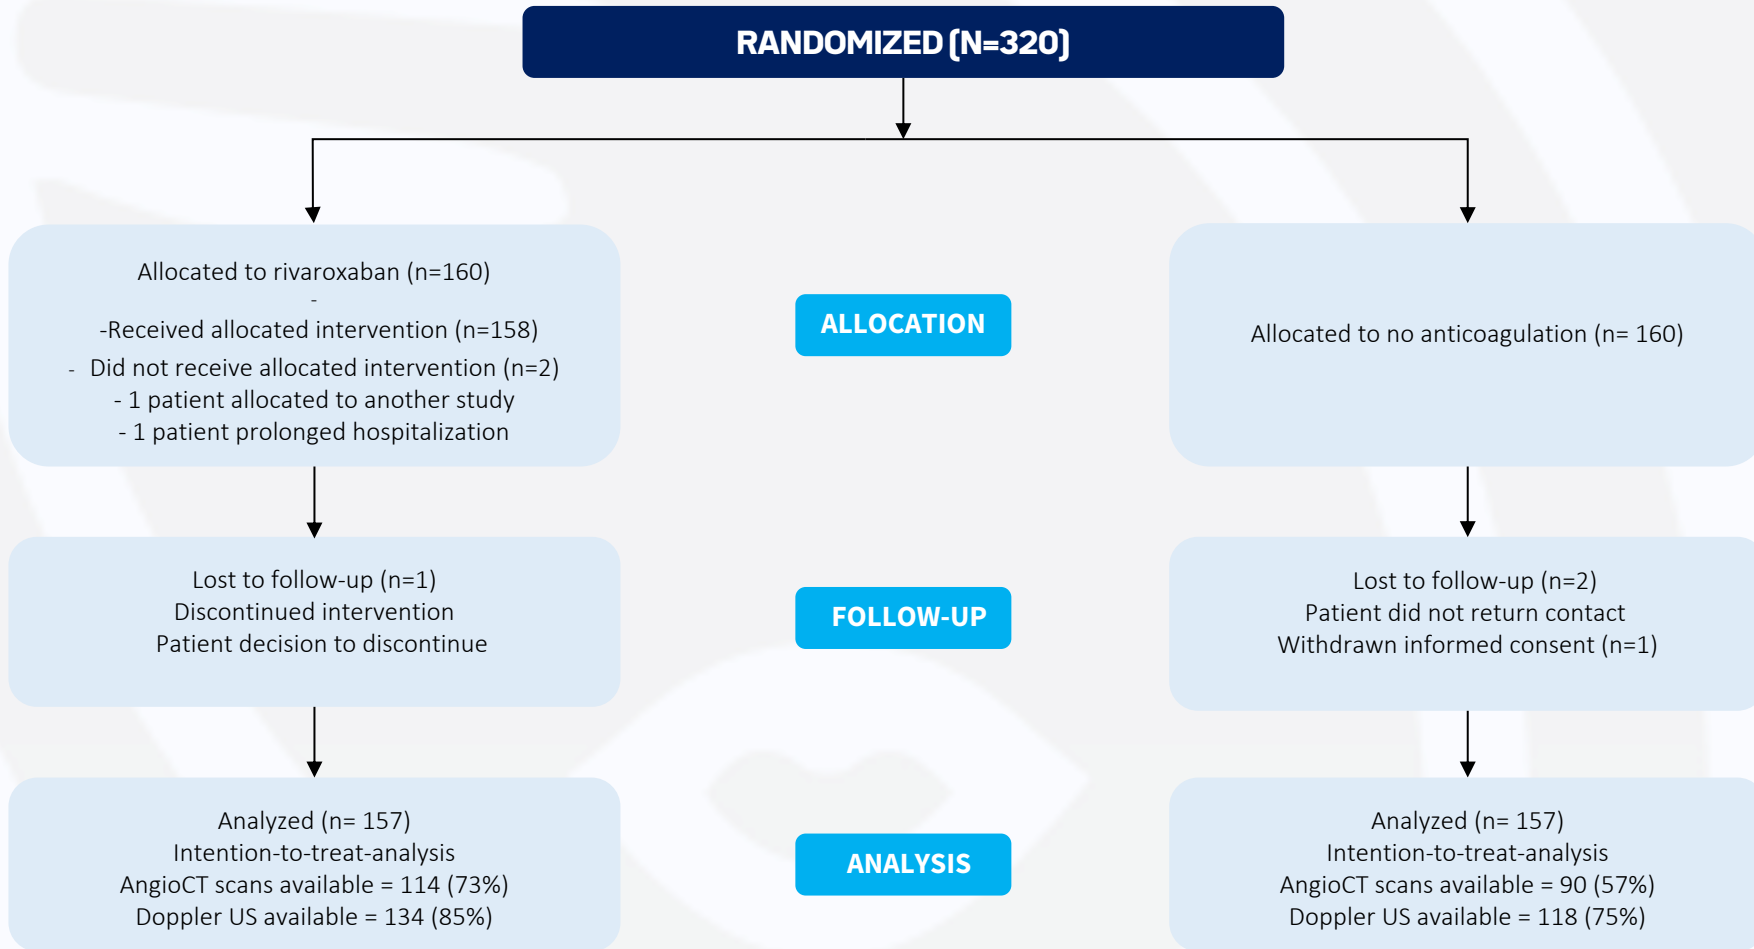 RANDOMIZED (N=320)
Allocated to rivaroxaban (n=160)
-
-Received allocated intervention (n=158)
- Did not receive allocated intervention (n=2)
- 1 patient allocated to another study
- 1 patient prolonged hospitalization
ALLOCATION
Allocated to no anticoagulation (n= 160)
Lost to follow-up (n=1)
Discontinued intervention
Patient decision to discontinue
FOLLOW-UP
Lost to follow-up (n=2)
Patient did not return contact
Withdrawn informed consent (n=1)
Analyzed (n= 157)
Intention-to-treat-analysis
AngioCT scans available = 114 (73%)
Doppler US available = 134 (85%)
ANALYSIS
Analyzed (n= 157)
Intention-to-treat-analysis
AngioCT scans available = 90 (57%)
Doppler US available = 118 (75%)